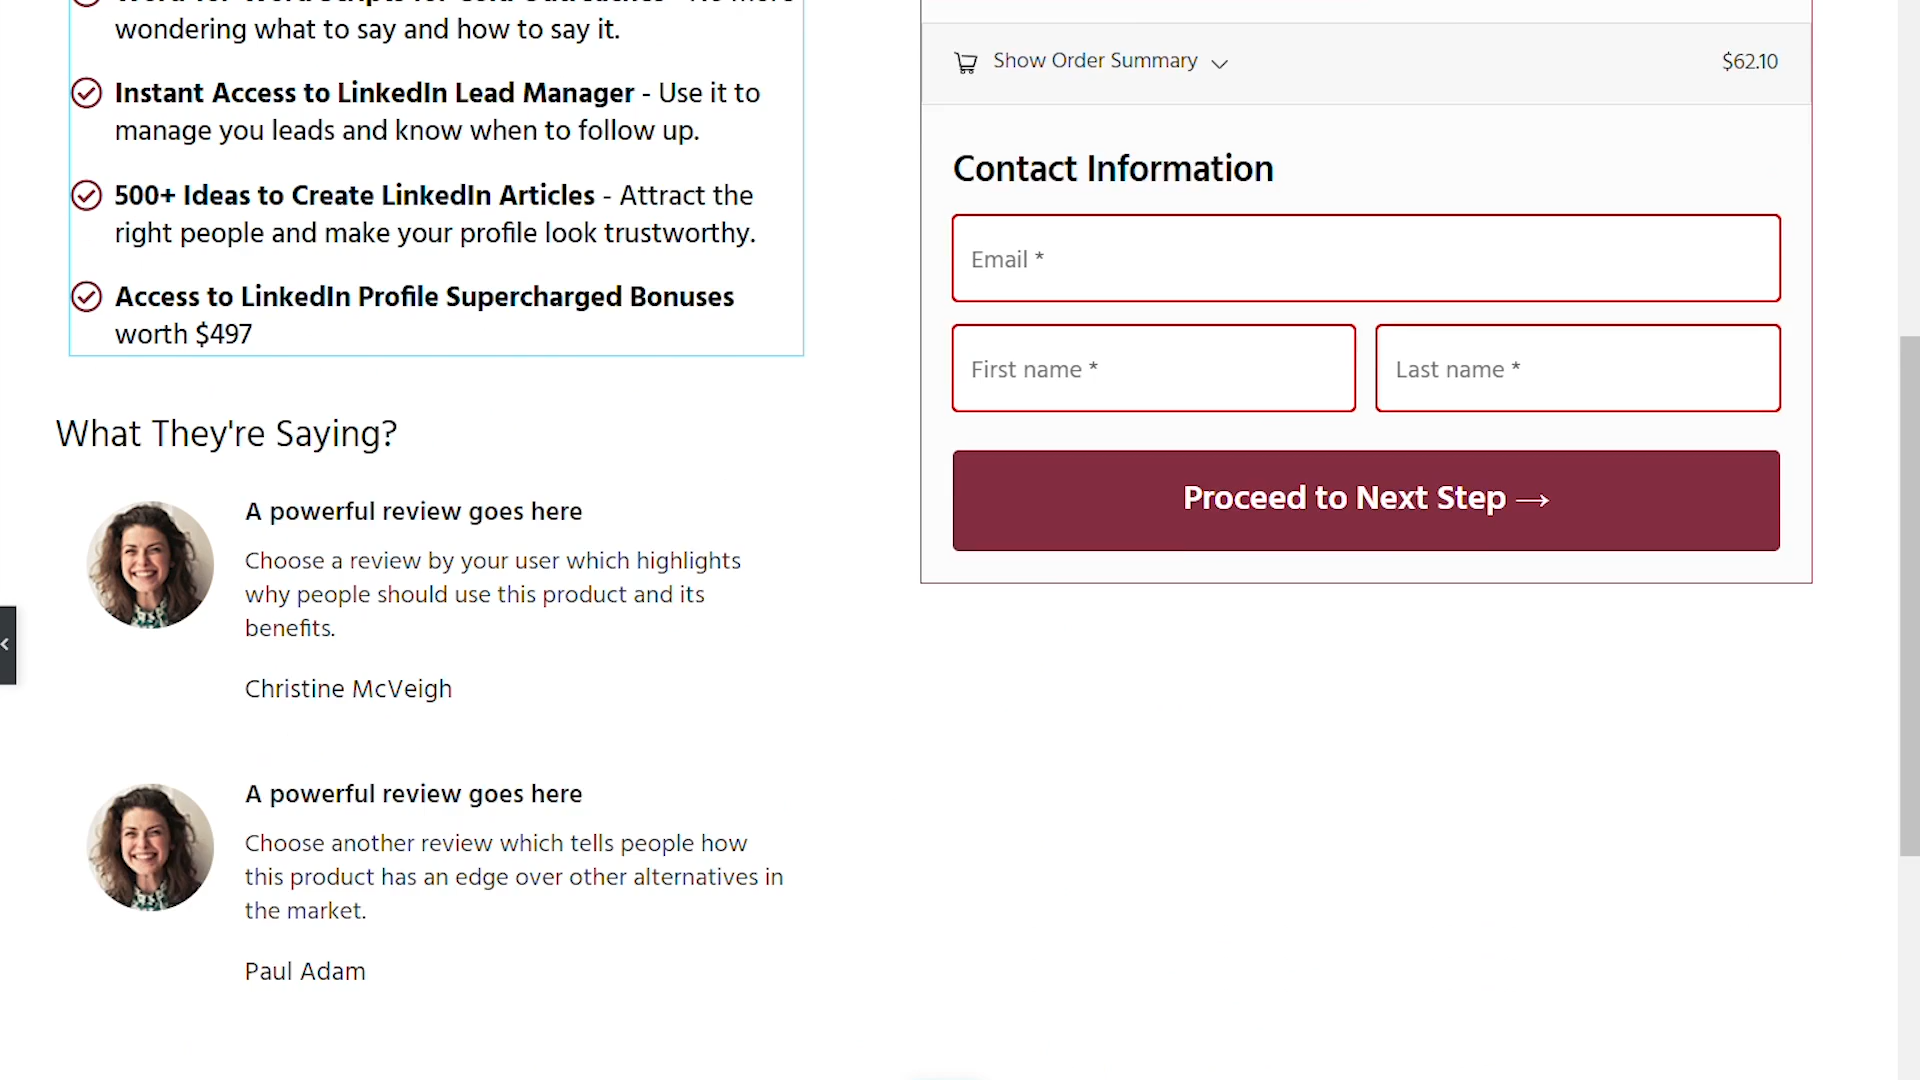 wondering what to say and how to say it.
Instant Access to LinkedIn Lead Manager - Use it to
manage you leads and know when to follow up.
500+ Ideas to Create LinkedIn Articles - Attract the
right people and make your profile look trustworthy.
Access to LinkedIn Profile Supercharged Bonuses
worth $497
What They're Saying?
A powerful review goes here
Choose a review by your user which highlights
why people should use this product and its
benefits.
Christine McVeigh
A powerful review goes here
Choose another review which tells people how
this product has an edge over other alternatives in
the market.
Paul Adam
Show Order Summary
$62.10
Contact Information
Email *
First name *
Last name *
Proceed to Next Step →